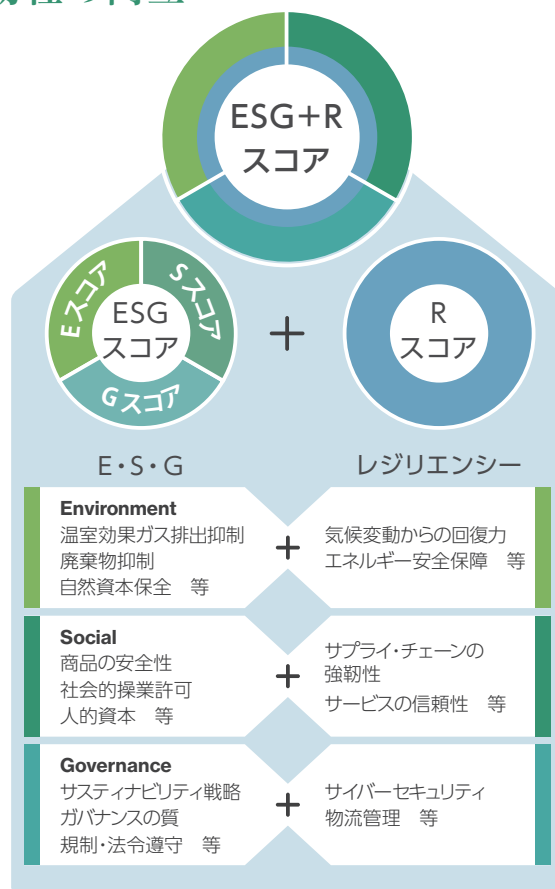 ESG+R
スコア
Eスコア
Sスコア
Gスコア
ESG
スコア
+
R
スコア
E・S・G
レジリエンシー
Environment
温室効果ガス排出抑制
廃棄物抑制
自然資本保全　等
+
気候変動からの回復力
エネルギー安全保障　等
Social
商品の安全性
社会的操業許可
人的資本　等
+
サプライ・チェーンの
強靭性
サービスの信頼性　等
Governance
サスティナビリティ戦略
ガバナンスの質
規制・法令遵守　等
+
サイバーセキュリティ
物流管理　等